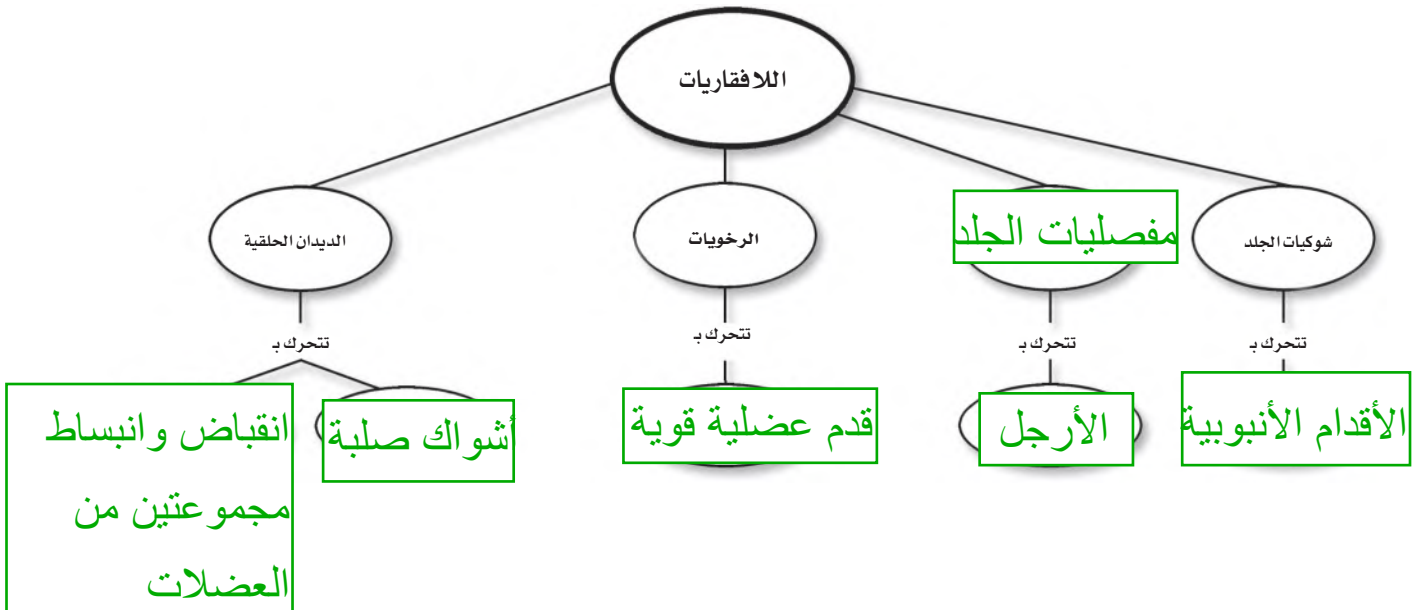 اللافقاريات
شوكيات الجلد
مفصليات الجلد
الرخويات
الديدان الحلقية
تتحرك بـ
تتحرك بـ
تتحرك بـ
تتحرك بـ
الأقدام الأنبوبية
الأرجل
قدم عضلية قوية
أشواك صلبة
انقباض وانبساط
مجموعتين من
العضلات